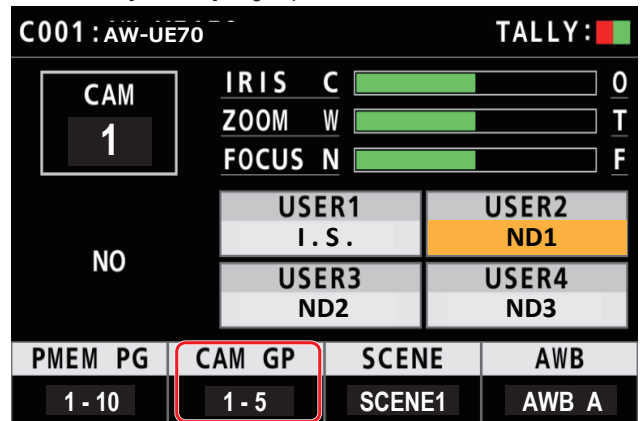 C001:AW-UE70 TALLY:
CAM
1
IRIS C O
ZOOM W T
FOCUS N F
USER1 USER2
I.S. ND1
NO
USER3 USER4
ND2 ND3
PMEM PG CAM GP SCENE AWB
1-10 1-5 SCENE1 AWB A